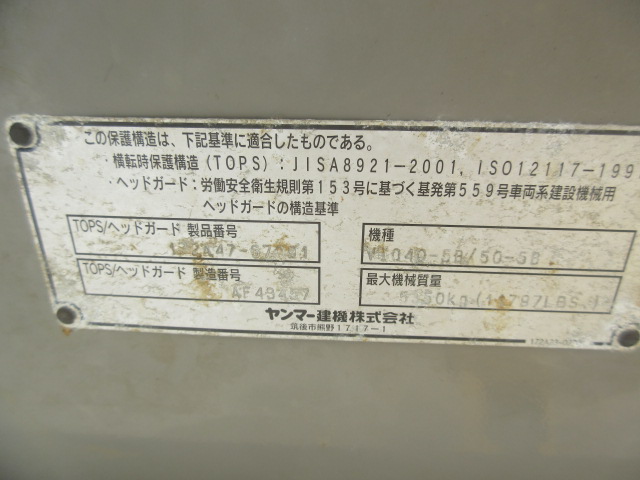 この保護構造は、下記基準に適合したものである。
・横転時保護構造(TOPS):JISA8921-2001, ISO12117-199
・ヘッドガード:労働安全衛生規則第153号に基づく基発第559号車両系建設機械用
ヘッドガードの構造基準
TOPS/ヘッドガード 製品番号
機種
ViO40-5B/50-5B
TOPS/ヘッドガード 製造番号
最大機械質量
ヤンマー建機株式会社
筑後市熊野1717-1